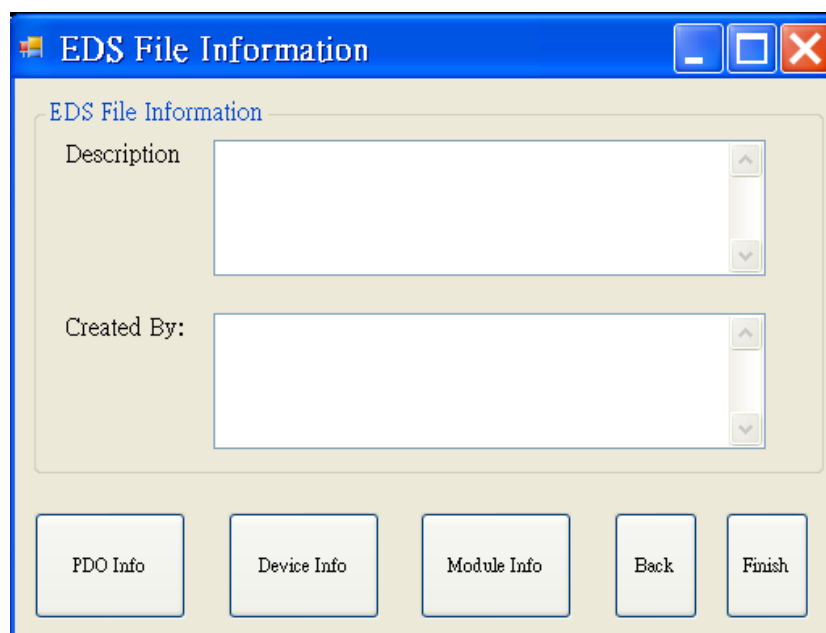 EDS File Information
EDS File Information
Description
Created By:
PDO Info
Device Info
Module Info
Back
Finish